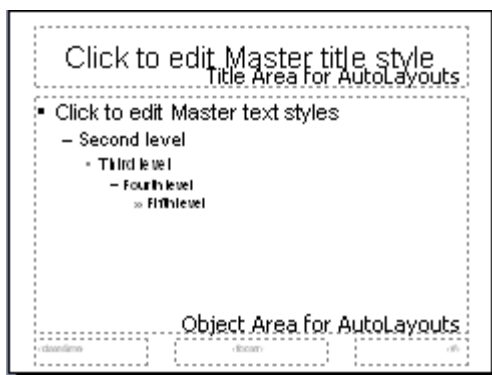 Click to edit Master title style
Title Area for AutoLayouts
▪ Click to edit Master text styles
– Second level
• Third level
– Fourth level
» Fifth level
Object Area for AutoLayouts